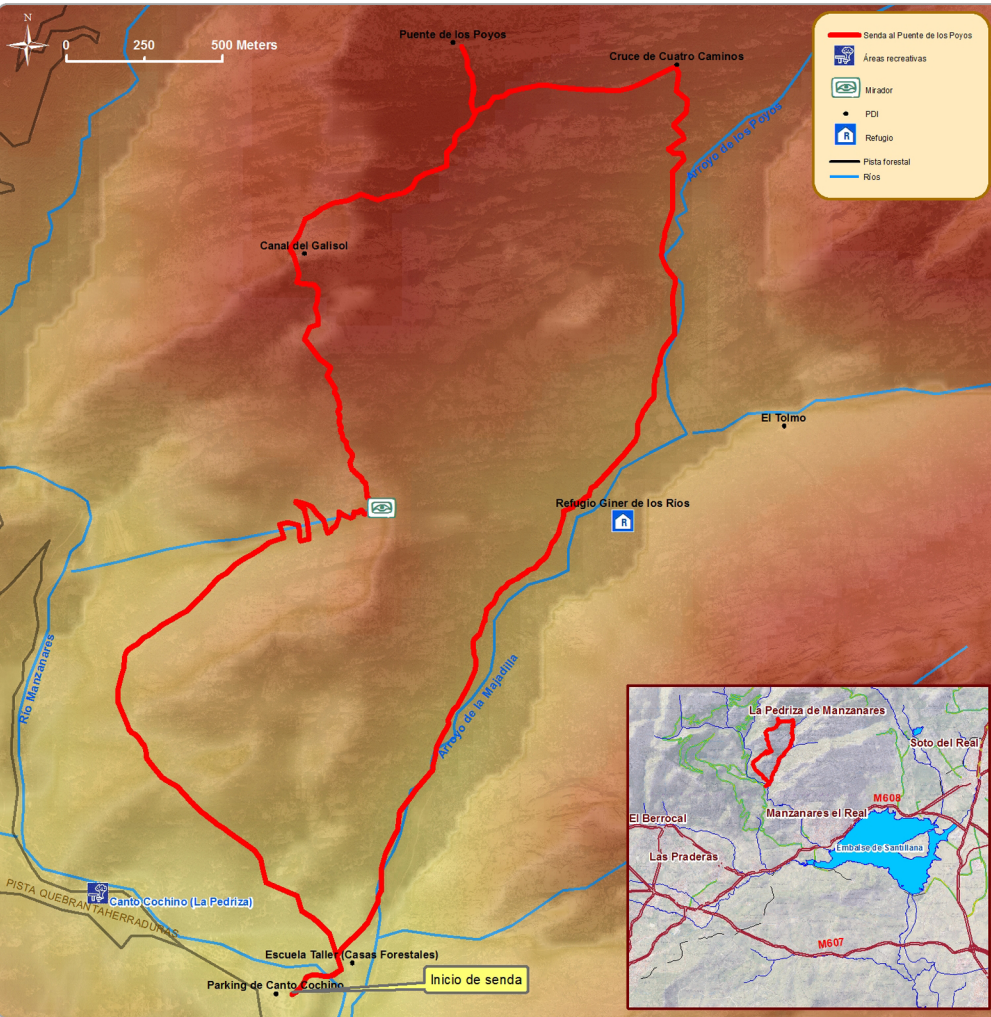 N
0 250 500 Meters
Puente de los Poyos
Cruce de Cuatro Caminos
Senda al Puente de los Poyos
Áreas recreativas
Mirador
PDI
R
Refugio
Pista forestal
Ríos
Arroyo de los Poyos
Canal del Galisol
El Tolmo
Refugio Giner de los Rios
R
Río Manzanares
Arroyo de la Majadilla
PISTA QUEBRANTAHERRADURAS
Canto Cochino (La Pedriza)
Escuela Taller (Casas Forestales)
Parking de Canto Cochino
Inicio de senda
La Pedriza de Manzanares
Soto del Real
M608
Manzanares el Real
El Berrocal
Las Praderas
Embalse de Santillana
M607